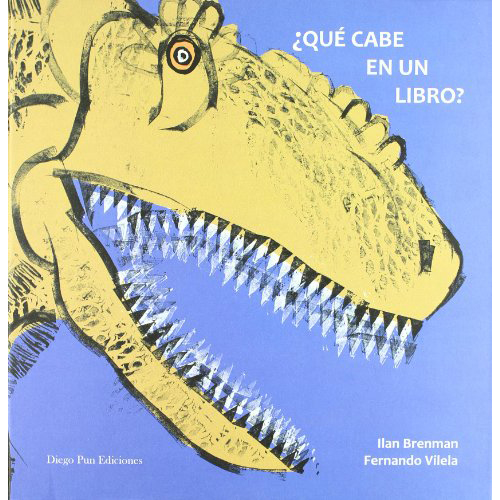 ¿QUÉ CABE
EN UN
LIBRO?
Ilan Brenman
Fernando Vilela
Diego Pun Ediciones